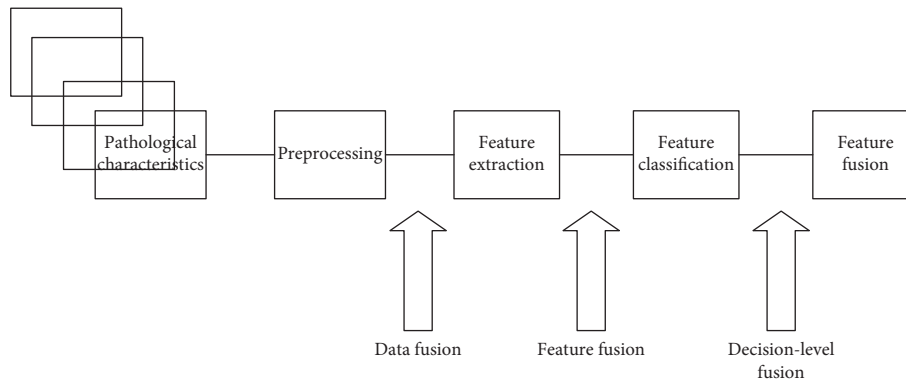 Pathological
characteristics
Preprocessing
Feature
extraction
Feature
classification
Feature
fusion
Data fusion
Feature fusion
Decision-level
fusion